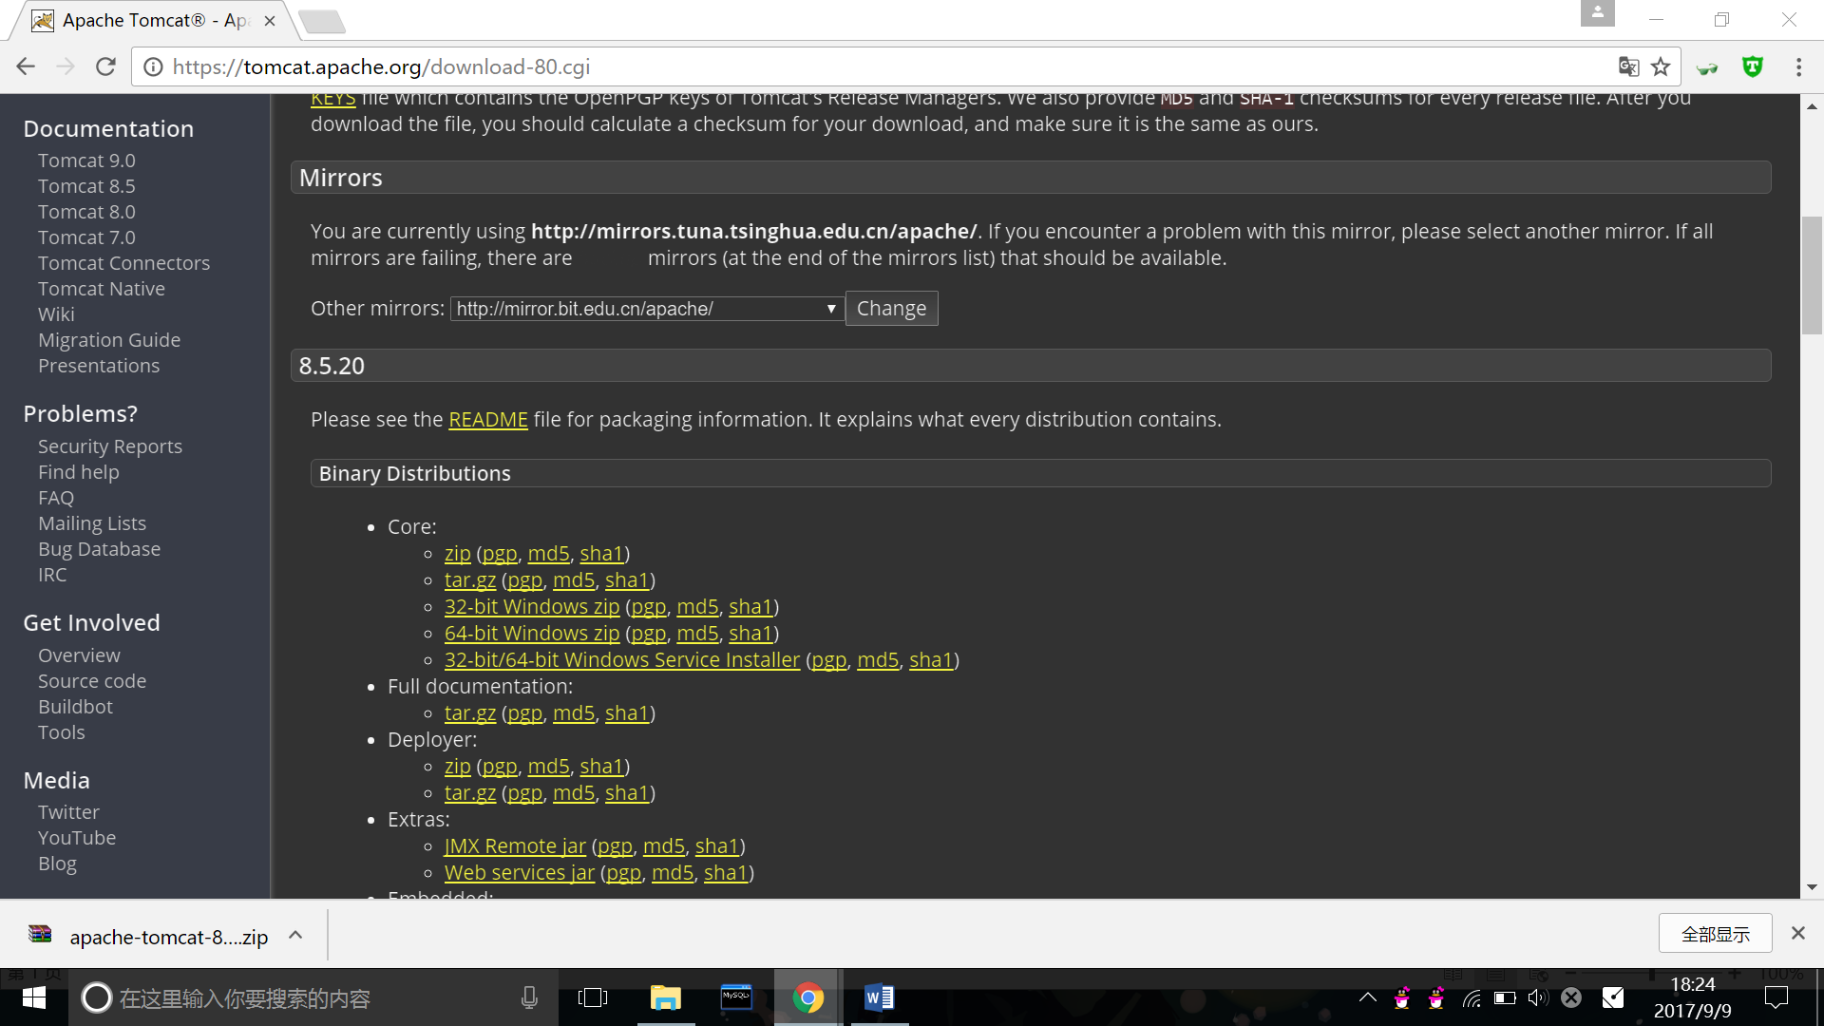 Apache Tomcat® - Ap
https://tomcat.apache.org/download-80.cgi
Documentation
Tomcat 9.0
Tomcat 8.5
Tomcat 8.0
Tomcat 7.0
Tomcat Connectors
Tomcat Native
Wiki
Migration Guide
Presentations
Problems?
Security Reports
Find help
FAQ
Mailing Lists
Bug Database
IRC
Get Involved
Overview
Source code
Buildbot
Tools
Media
Twitter
YouTube
Blog
KEYS file which contains the OpenPGP keys of Tomcat's Release Managers. We also provide MD5 and SHA-1 checksums for every release file. After you
download the file, you should calculate a checksum for your download, and make sure it is the same as ours.
Mirrors
You are currently using http://mirrors.tuna.tsinghua.edu.cn/apache/. If you encounter a problem with this mirror, please select another mirror. If all
mirrors are failing, there are mirrors (at the end of the mirrors list) that should be available.
Other mirrors: http://mirror.bit.edu.cn/apache/ Change
8.5.20
Please see the README file for packaging information. It explains what every distribution contains.
Binary Distributions
• Core:
zip (pgp, md5, sha1)
tar.gz (pgp, md5, sha1)
32-bit Windows zip (pgp, md5, sha1)
64-bit Windows zip (pgp, md5, sha1)
32-bit/64-bit Windows Service Installer (pgp, md5, sha1)
• Full documentation:
tar.gz (pgp, md5, sha1)
• Deployer:
zip (pgp, md5, sha1)
tar.gz (pgp, md5, sha1)
• Extras:
JMX Remote jar (pgp, md5, sha1)
Web services jar (pgp, md5, sha1)
• Embedded:
apache-tomcat-8....zip
全部显示
100%
在这里输入你要搜索的内容
MySQL
18:24
2017/9/9